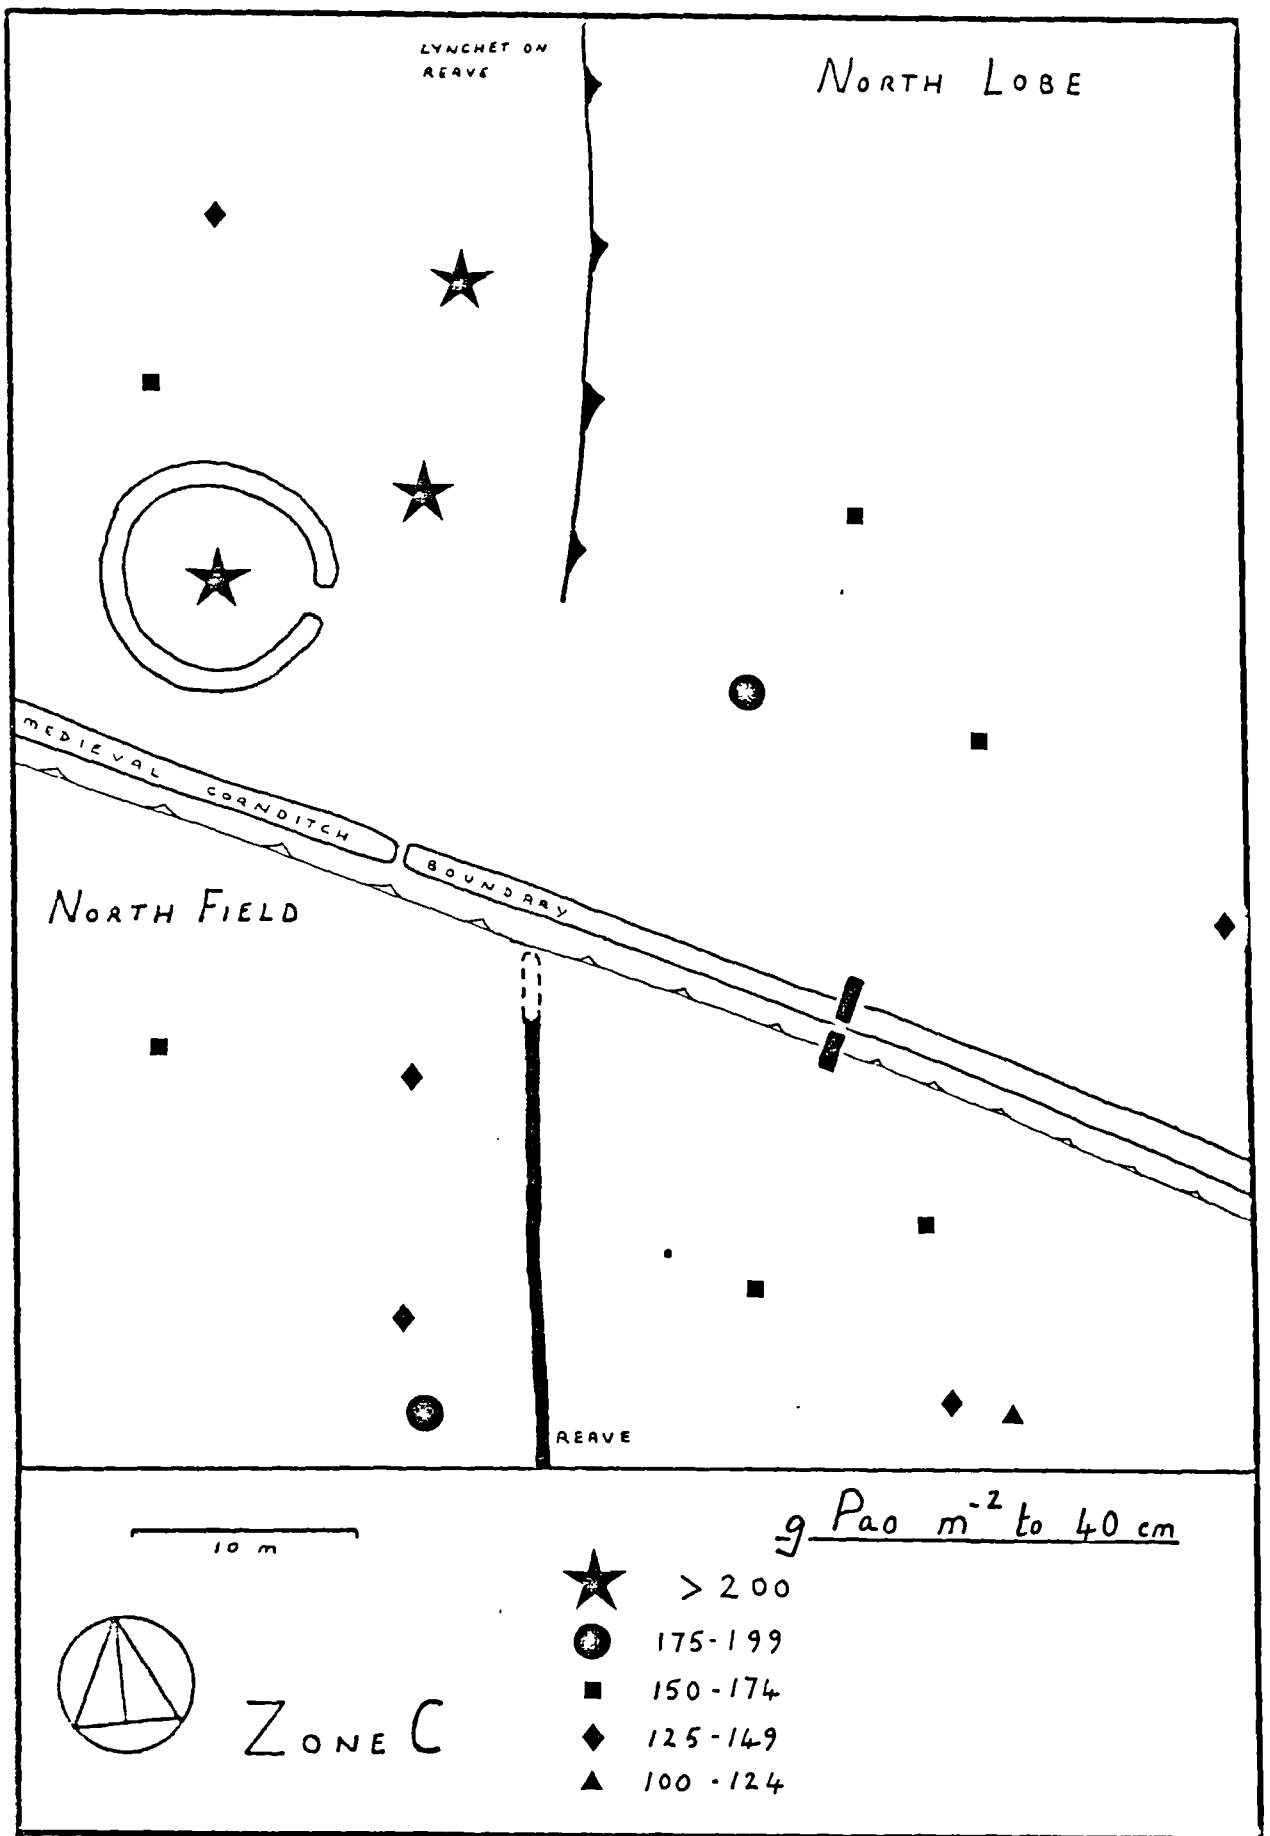 LYNCHET ON
REAVE
NORTH LOBE
MEDIEVAL CORNDITCH BOUNDARY
NORTH FIELD
REAVE
10 m
g Pao m⁻² to 40 cm
> 200
175-199
150-174
125-149
100-124
ZONE C